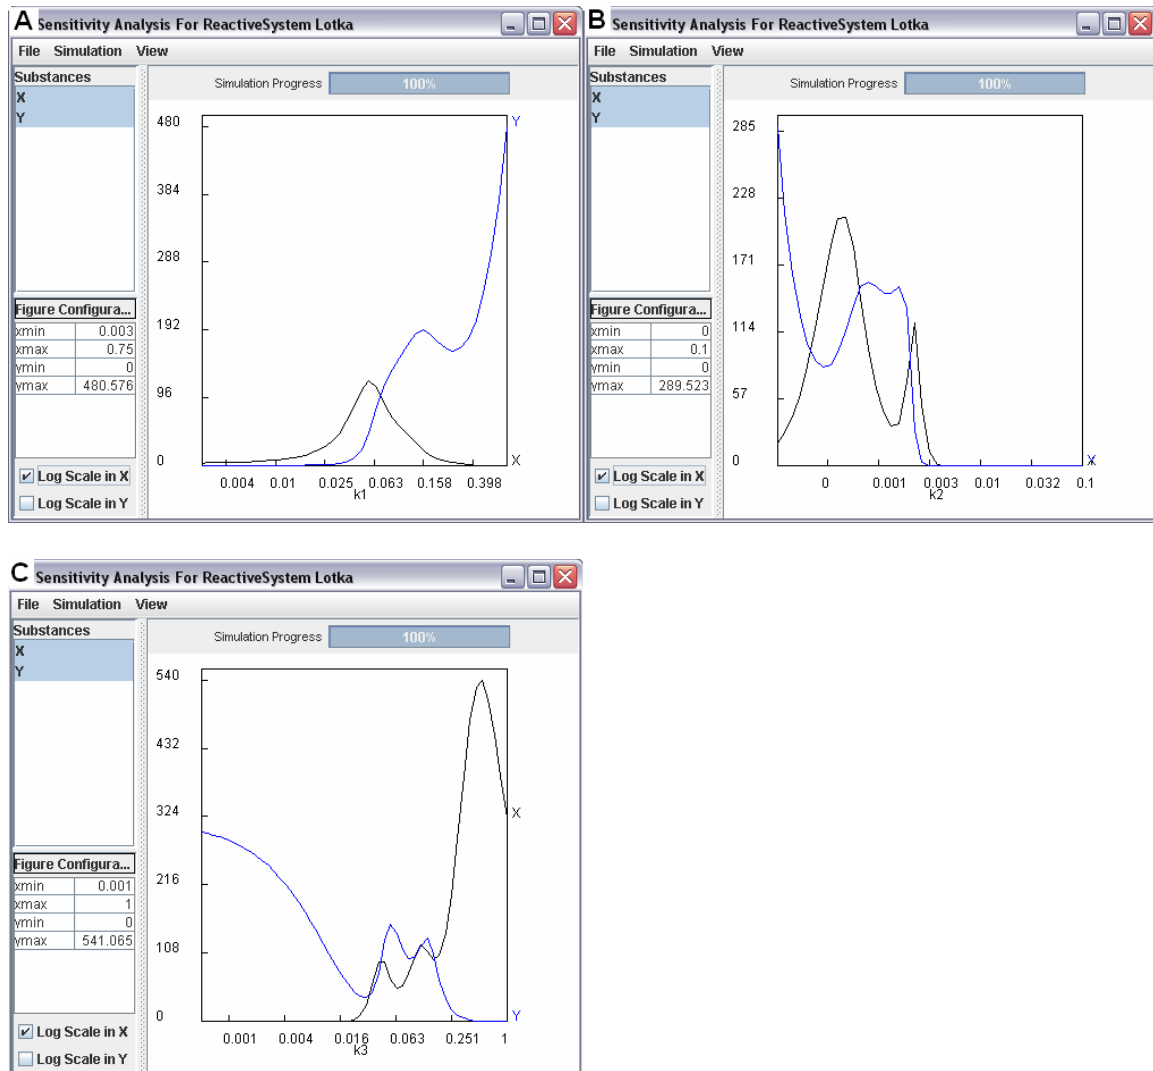 A Sensitivity Analysis For ReactiveSystem Lotka
File Simulation View
Substances
X
Y
Simulation Progress 100%
480
384
288
192
96
0
Y
X
0.004 0.01 0.025 0.063 0.158 0.398
k1
Figure Configura...
xmin 0.003
xmax 0.75
ymin 0
ymax 480.576
Log Scale in X
Log Scale in Y
B Sensitivity Analysis For ReactiveSystem Lotka
File Simulation View
Substances
X
Y
Simulation Progress 100%
285
228
171
114
57
0
0 0.001 0.003 0.01 0.032 0.1
k2
Figure Configura...
xmin 0
xmax 0.1
ymin 0
ymax 289.523
Log Scale in X
Log Scale in Y
C Sensitivity Analysis For ReactiveSystem Lotka
File Simulation View
Substances
X
Y
Simulation Progress 100%
540
432
324
216
108
0
X
Y
0.001 0.004 0.016 0.063 0.251 1
k3
Figure Configura...
xmin 0.001
xmax 1
ymin 0
ymax 541.065
Log Scale in X
Log Scale in Y